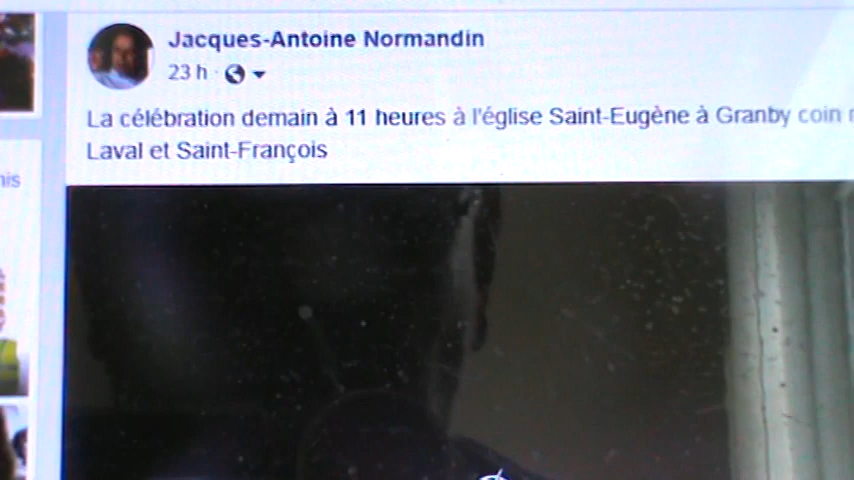 Jacques-Antoine Normandin
23 h
La célébration demain à 11 heures à l'église Saint-Eugène à Granby coin
Laval et Saint-François